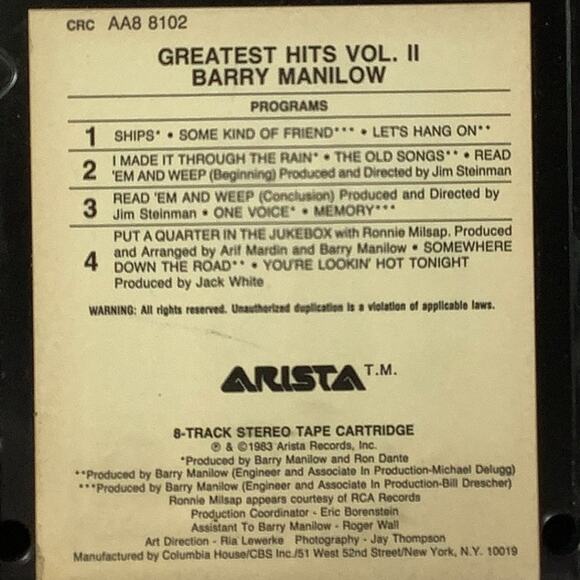 CRC AA8 8102
GREATEST HITS VOL. II
BARRY MANILOW
PROGRAMS
1 SHIPS* • SOME KIND OF FRIEND*** • LET'S HANG ON**
2 I MADE IT THROUGH THE RAIN* • THE OLD SONGS** • READ
'EM AND WEEP (Beginning) Produced and Directed by Jim Steinman
3 READ 'EM AND WEEP (Conclusion) Produced and Directed by
Jim Steinman • ONE VOICE* • MEMORY***
4 PUT A QUARTER IN THE JUKEBOX with Ronnie Milsap. Produced
and Arranged by Arif Mardin and Barry Manilow • SOMEWHERE
DOWN THE ROAD** • YOU'RE LOOKIN' HOT TONIGHT
Produced by Jack White
WARNING: All rights reserved. Unauthorized duplication is a violation of applicable laws.
ARISTA T.M.
8-TRACK STEREO TAPE CARTRIDGE
℗ & ©1983 Arista Records, Inc.
*Produced by Barry Manilow and Ron Dante
**Produced by Barry Manilow (Engineer and Associate In Production-Michael Delugg)
***Produced by Barry Manilow (Engineer and Associate In Production-Bill Drescher)
Ronnie Milsap appears courtesy of RCA Records
Production Coordinator - Eric Borenstein
Assistant To Barry Manilow - Roger Wall
Art Direction - Ria Lewerke Photography - Jay Thompson
Manufactured by Columbia House/CBS Inc./51 West 52nd Street/New York, N.Y. 10019